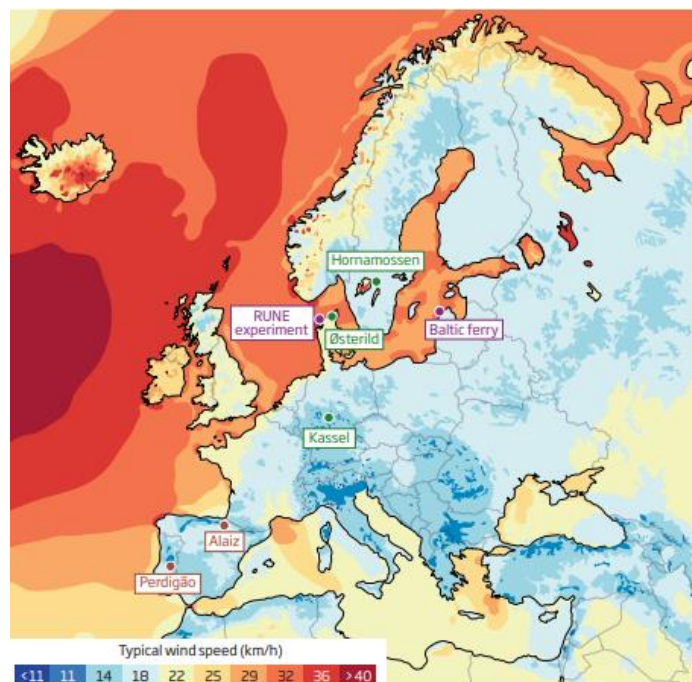 Hornamossen
RUNE
experiment
Østerild
Baltic ferry
Kassel
Alaiz
Perdigão
Typical wind speed (km/h)
<11 11 14 18 22 25 29 32 36 >40